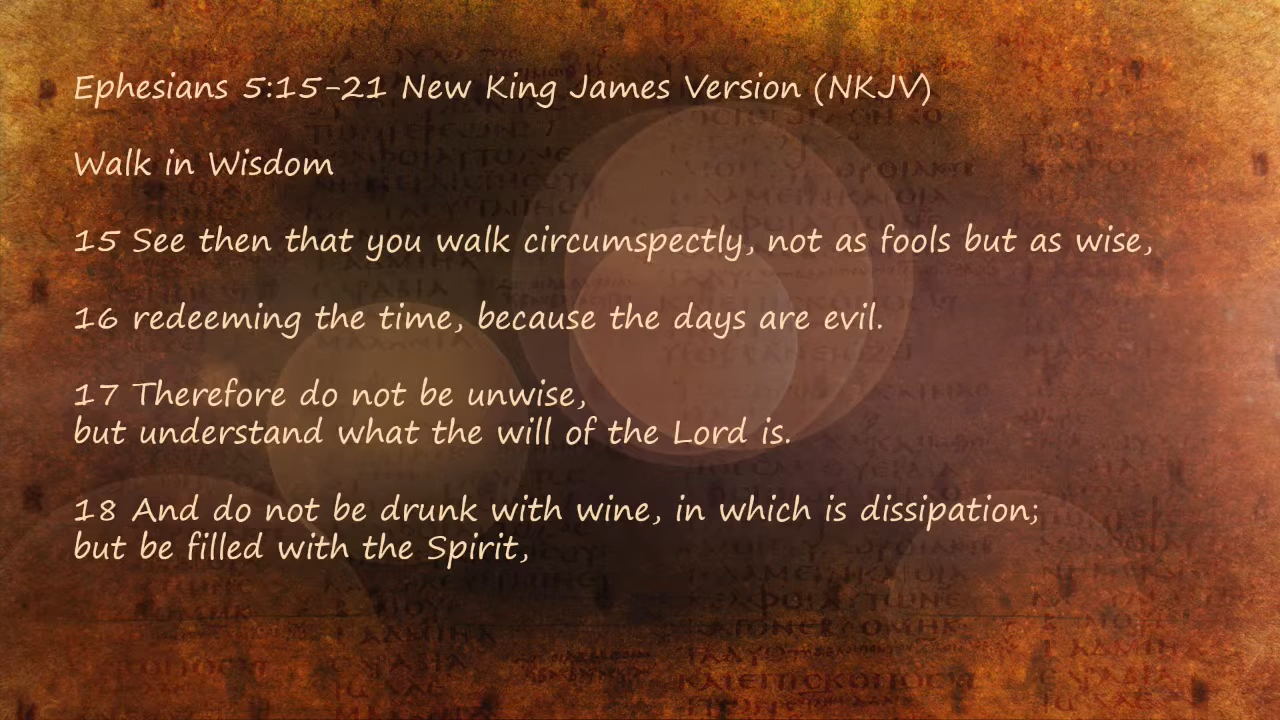 Ephesians 5:15-21 New King James Version (NKJV)
Walk in Wisdom
15 See then that you walk circumspectly, not as fools but as wise,
16 redeeming the time, because the days are evil.
17 Therefore do not be unwise,
but understand what the will of the Lord is.
18 And do not be drunk with wine, in which is dissipation;
but be filled with the Spirit,